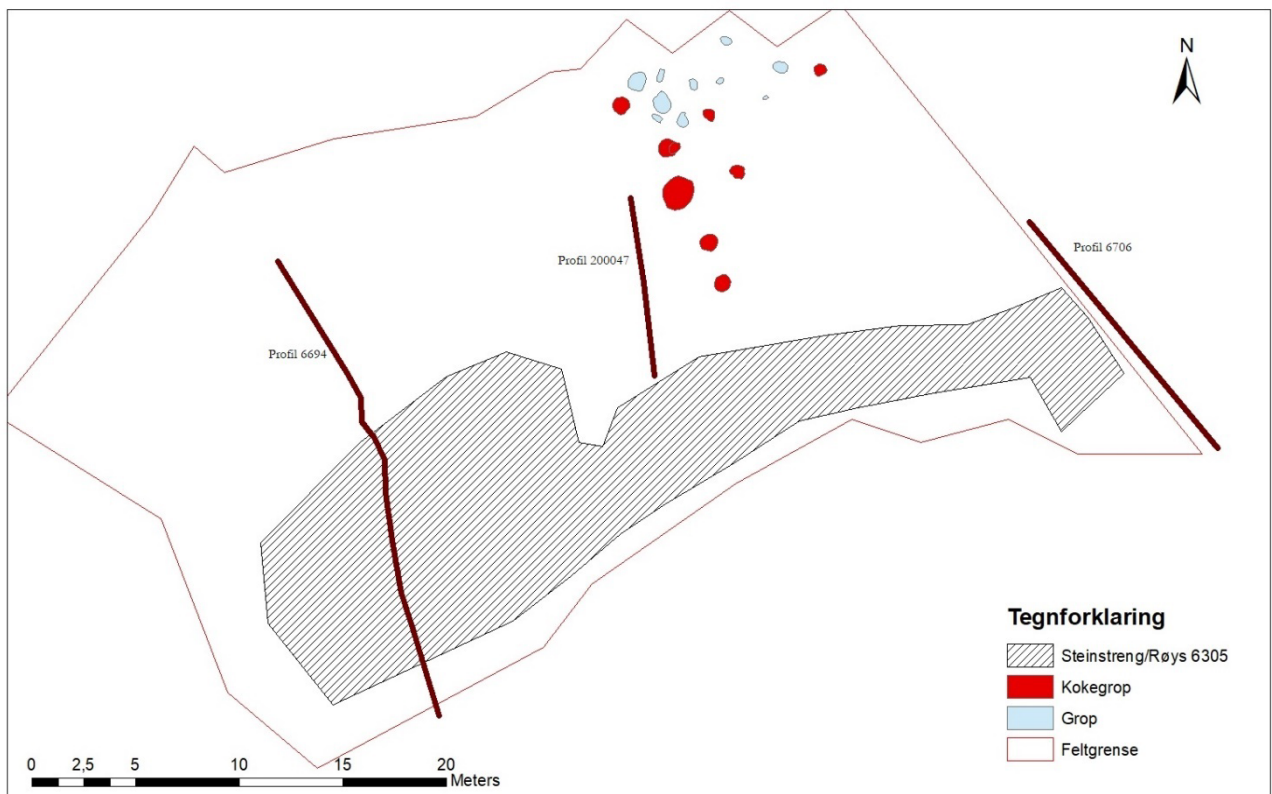 N
Profil 6706
Profil 200047
Profil 6694
Tegnforklaring
Steinstreng/Røys 6305
Kokegrop
Grop
Feltgrense
0 2,5 5 10 15 20
Meters